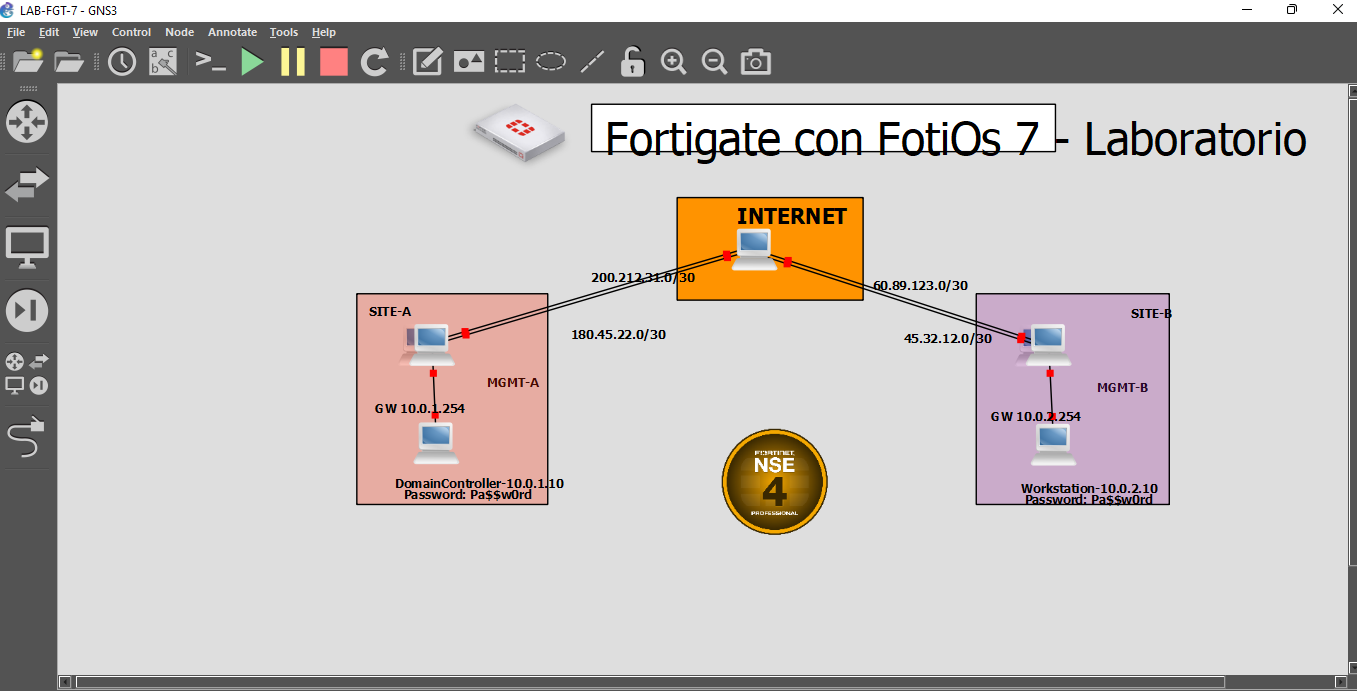 LAB-FGT-7 - GNS3
File Edit View Control Node Annotate Tools Help
Fortigate con FotiOs 7 - Laboratorio
INTERNET
200.212.31.0/30
60.89.123.0/30
SITE-A
SITE-B
180.45.22.0/30
45.32.12.0/30
MGMT-A
MGMT-B
GW 10.0.1.254
GW 10.0.2.254
FORTINET
NSE
4
PROFESSIONAL
DomainController-10.0.1.10
Password: Pa$$w0rd
Workstation-10.0.2.10
Password: Pa$$w0rd